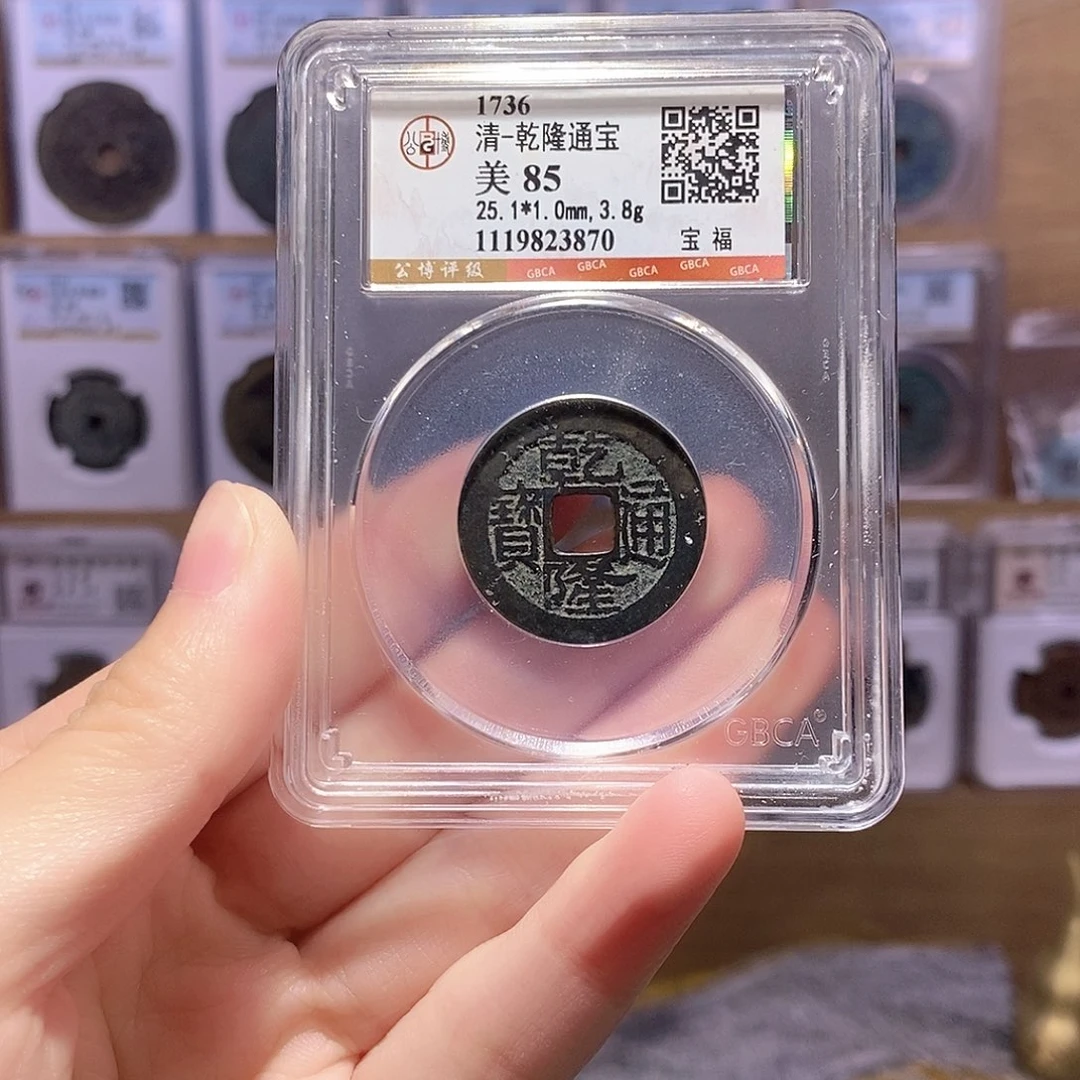 1736
清-乾隆通宝
美 85
25.1*1.0mm,3.8g
1119823870 宝福
公博评级 GBCA GBCA GBCA GBCA GBCA
乾
寶 通
隆
GBCA®